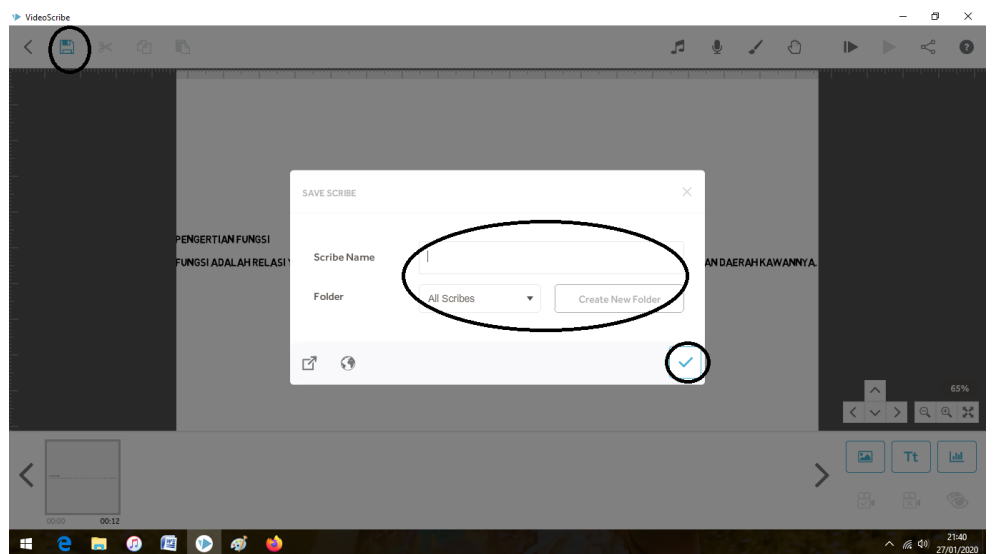 VideoScribe
SAVE SCRIBE
PENGERTIAN FUNGSI
FUNGSI ADALAH RELASI Y
AN DAERAH KAWANNYA.
Scribe Name
Folder
All Scribes
Create New Folder
65%
Tt
00:00 00:12
21:40
27/01/2020